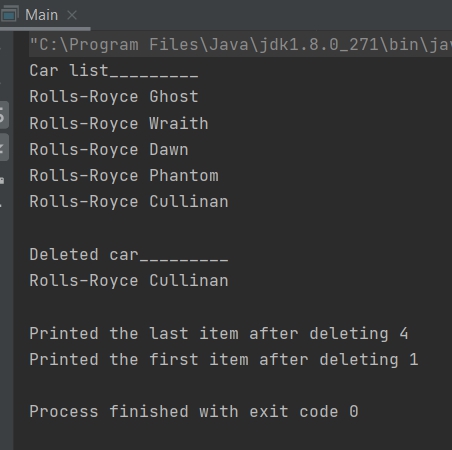 Main
"C:\Program Files\Java\jdk1.8.0_271\bin\jav
Car list_________
Rolls-Royce Ghost
Rolls-Royce Wraith
Rolls-Royce Dawn
Rolls-Royce Phantom
Rolls-Royce Cullinan
Deleted car_________
Rolls-Royce Cullinan
Printed the last item after deleting 4
Printed the first item after deleting 1
Process finished with exit code 0